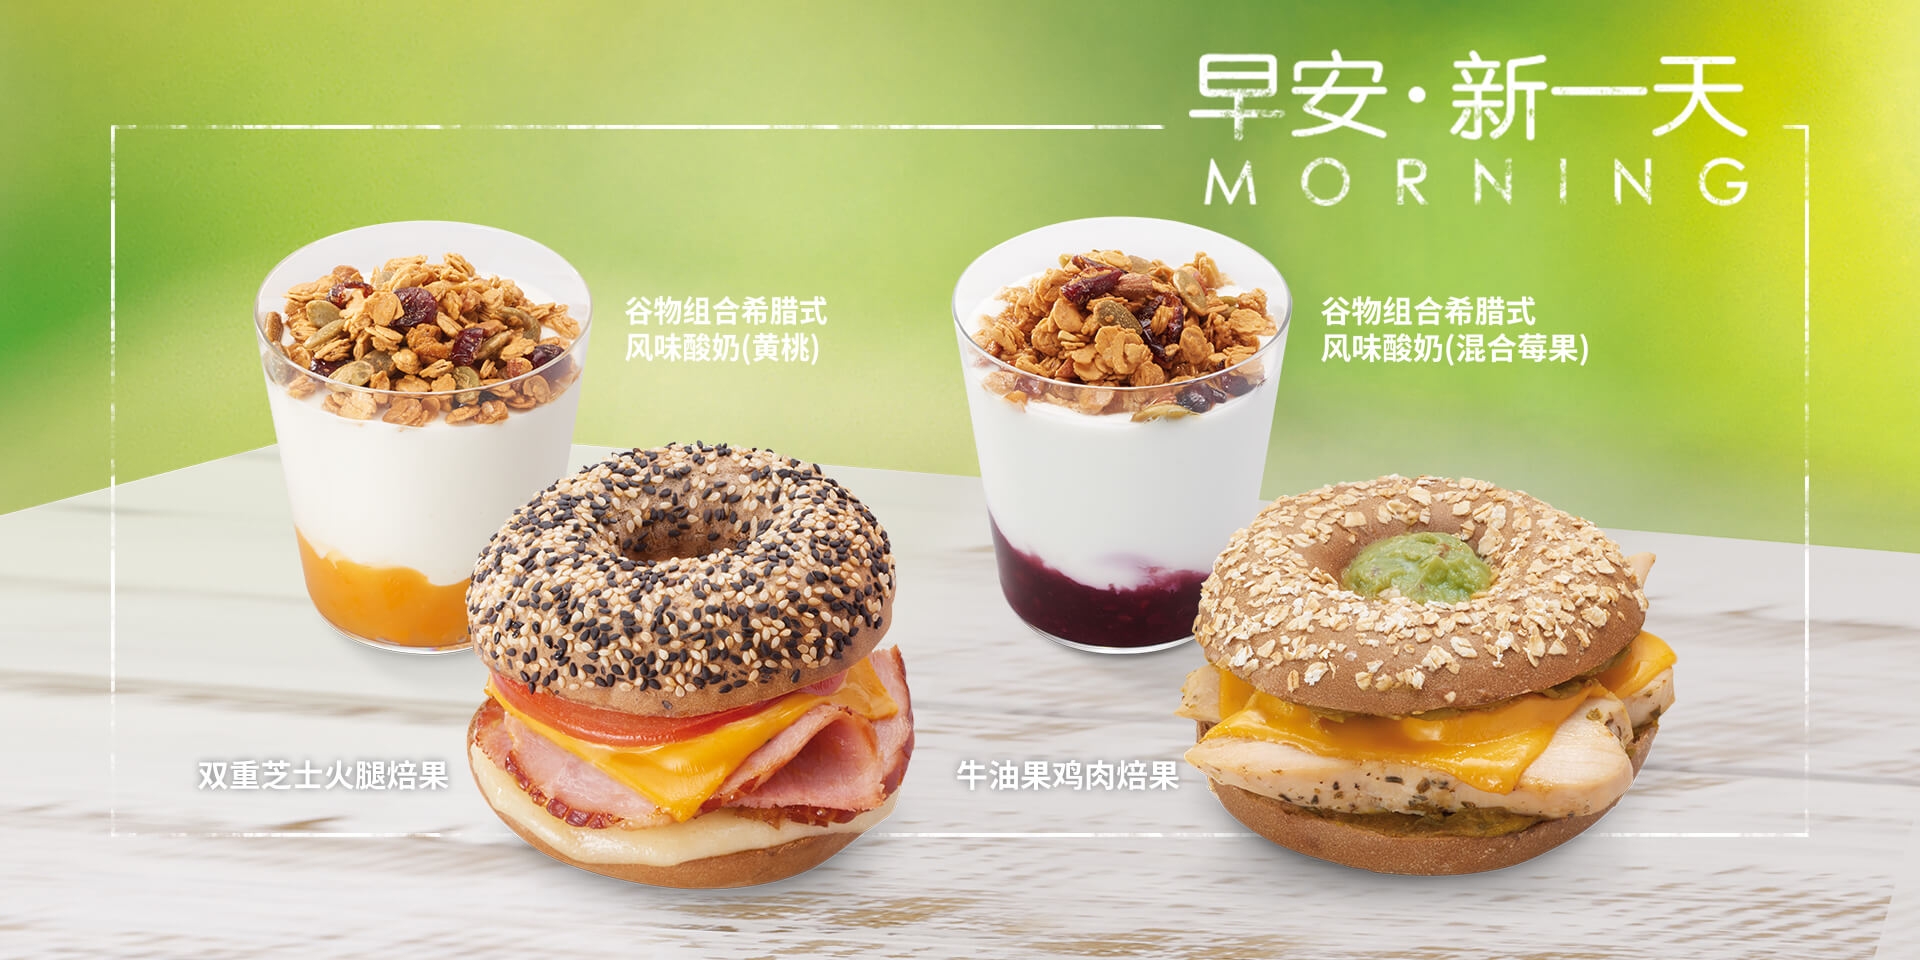 早安·新一天
MORNING
谷物组合希腊式
风味酸奶(黄桃)
谷物组合希腊式
风味酸奶(混合莓果)
双重芝士火腿焙果
牛油果鸡肉焙果